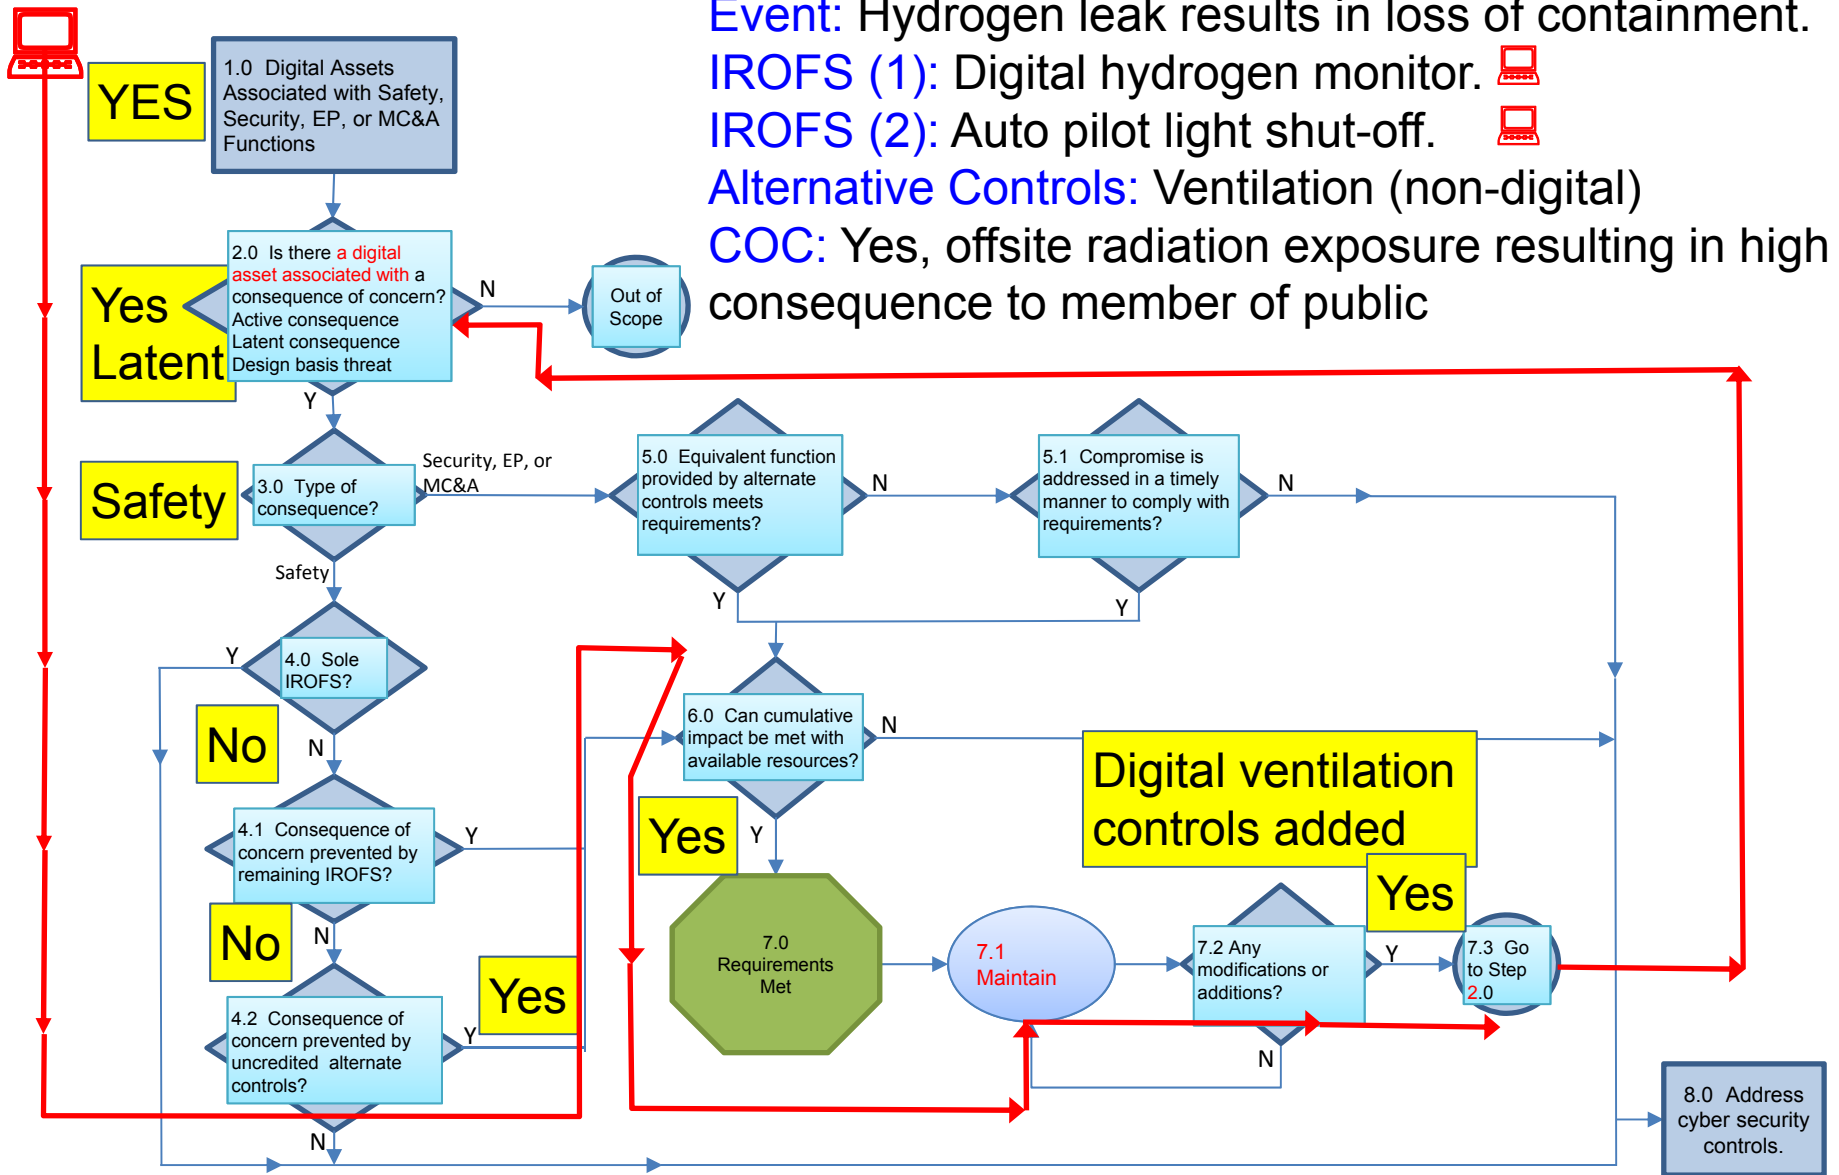 Event: Hydrogen leak results in loss of containment.
IROFS (1): Digital hydrogen monitor.
IROFS (2): Auto pilot light shut-off.
Alternative Controls: Ventilation (non-digital)
COC: Yes, offsite radiation exposure resulting in high
consequence to member of public
YES
1.0 Digital Assets
Associated with Safety,
Security, EP, or MC&A
Functions
Yes
Latent
2.0 Is there a digital
asset associated with a
consequence of concern?
Active consequence
Latent consequence
Design basis threat
N
Out of
Scope
Y
Safety
3.0 Type of
consequence?
Security, EP, or
MC&A
5.0 Equivalent function
provided by alternate
controls meets
requirements?
N
5.1 Compromise is
addressed in a timely
manner to comply with
requirements?
N
Safety
Y
Y
Y
4.0 Sole
IROFS?
No
N
6.0 Can cumulative
impact be met with
available resources?
N
Digital ventilation
controls added
4.1 Consequence of
concern prevented by
remaining IROFS?
Y
Yes
Y
No
N
7.0
Requirements
Met
7.1
Maintain
7.2 Any
modifications or
additions?
Yes
Y
7.3 Go
to Step
2.0
N
4.2 Consequence of
concern prevented by
uncredited alternate
controls?
Y
Yes
N
8.0 Address
cyber security
controls.